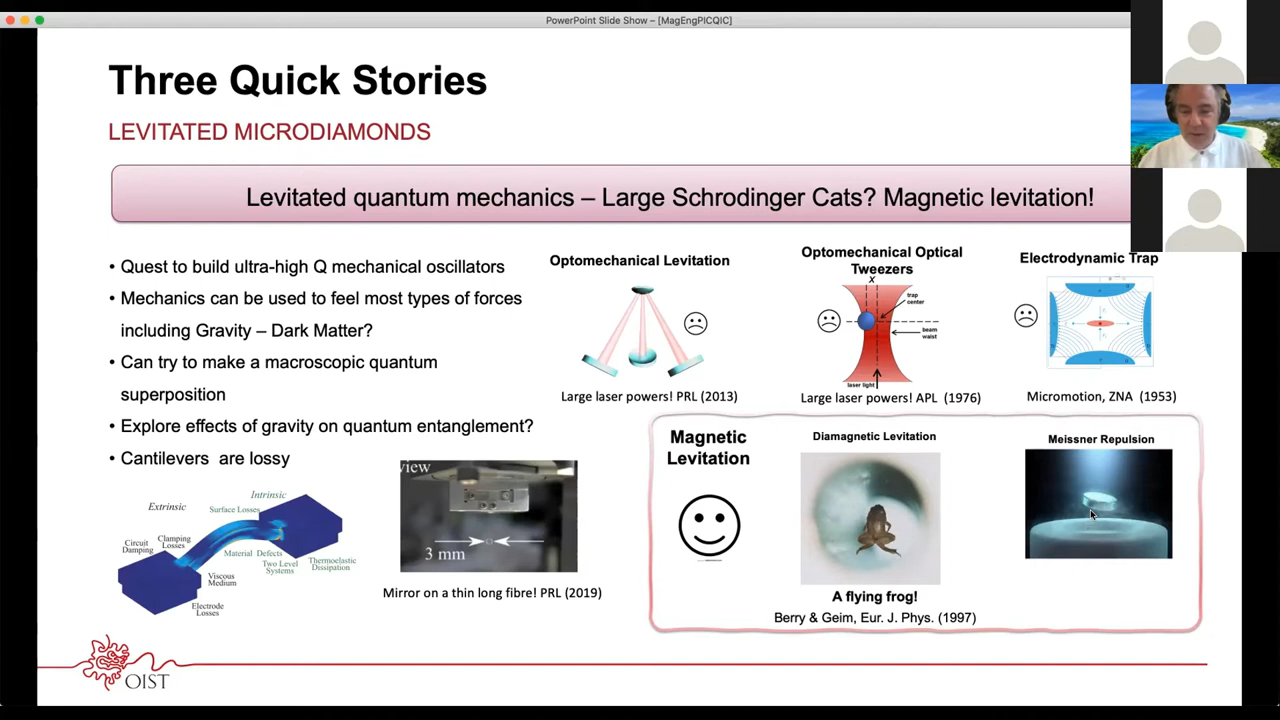 PowerPoint Slide Show – [MagEngPICQIC]
Three Quick Stories
LEVITATED MICRODIAMONDS
Levitated quantum mechanics – Large Schrodinger Cats? Magnetic levitation!
• Quest to build ultra-high Q mechanical oscillators
• Mechanics can be used to feel most types of forces
including Gravity – Dark Matter?
• Can try to make a macroscopic quantum
superposition
• Explore effects of gravity on quantum entanglement?
• Cantilevers are lossy
Extrinsic
Intrinsic
Surface Losses
Circuit
Damping
Clamping
Losses
Material Defects
Two Level
Systems
Thermoelastic
Dissipation
Viscous
Medium
Electrode
Losses
view
3 mm
Mirror on a thin long fibre! PRL (2019)
Optomechanical Levitation
Large laser powers! PRL (2013)
Optomechanical Optical
Tweezers
x
trap
center
beam
waist
laser light
Large laser powers! APL (1976)
Electrodynamic Trap
Micromotion, ZNA (1953)
Magnetic
Levitation
Diamagnetic Levitation
A flying frog!
Berry & Geim, Eur. J. Phys. (1997)
Meissner Repulsion
OIST